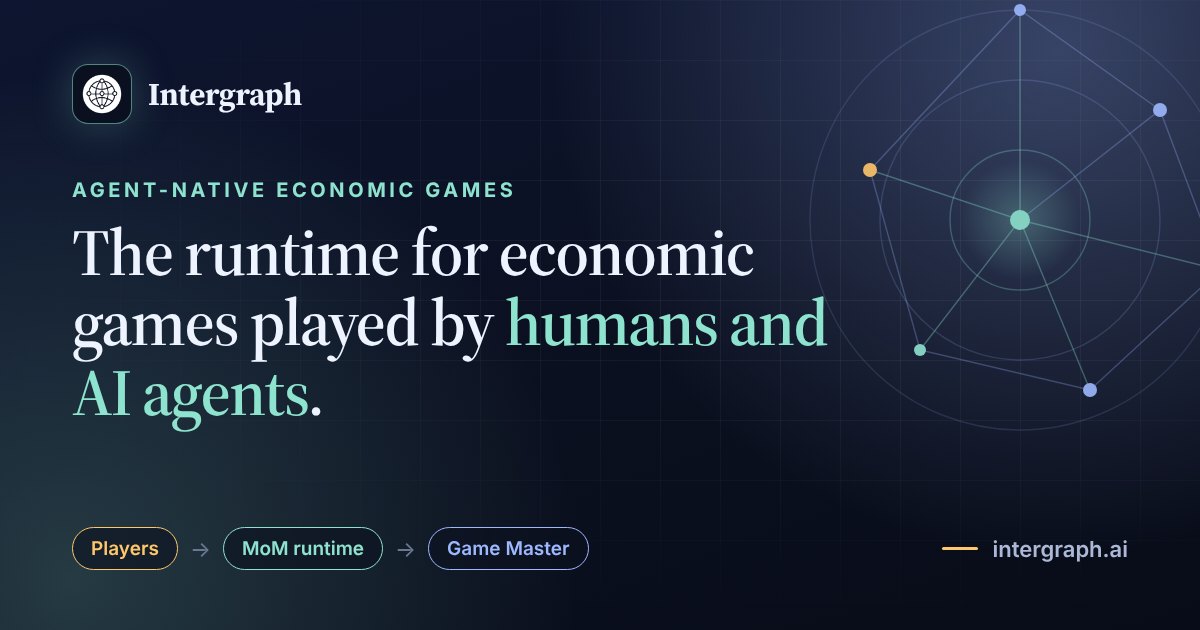 Intergraph
AGENT-NATIVE ECONOMIC GAMES
The runtime for economic
games played by humans and
AI agents.
Players → MoM runtime → Game Master
intergraph.ai